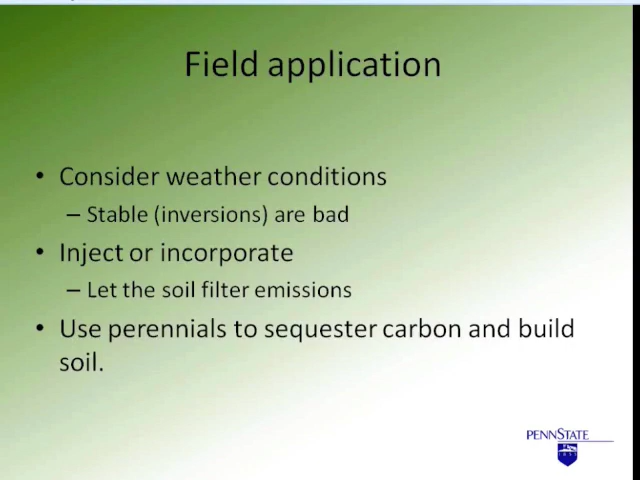 Field application
• Consider weather conditions
– Stable (inversions) are bad
• Inject or incorporate
– Let the soil filter emissions
• Use perennials to sequester carbon and build
soil.
PENNSTATE